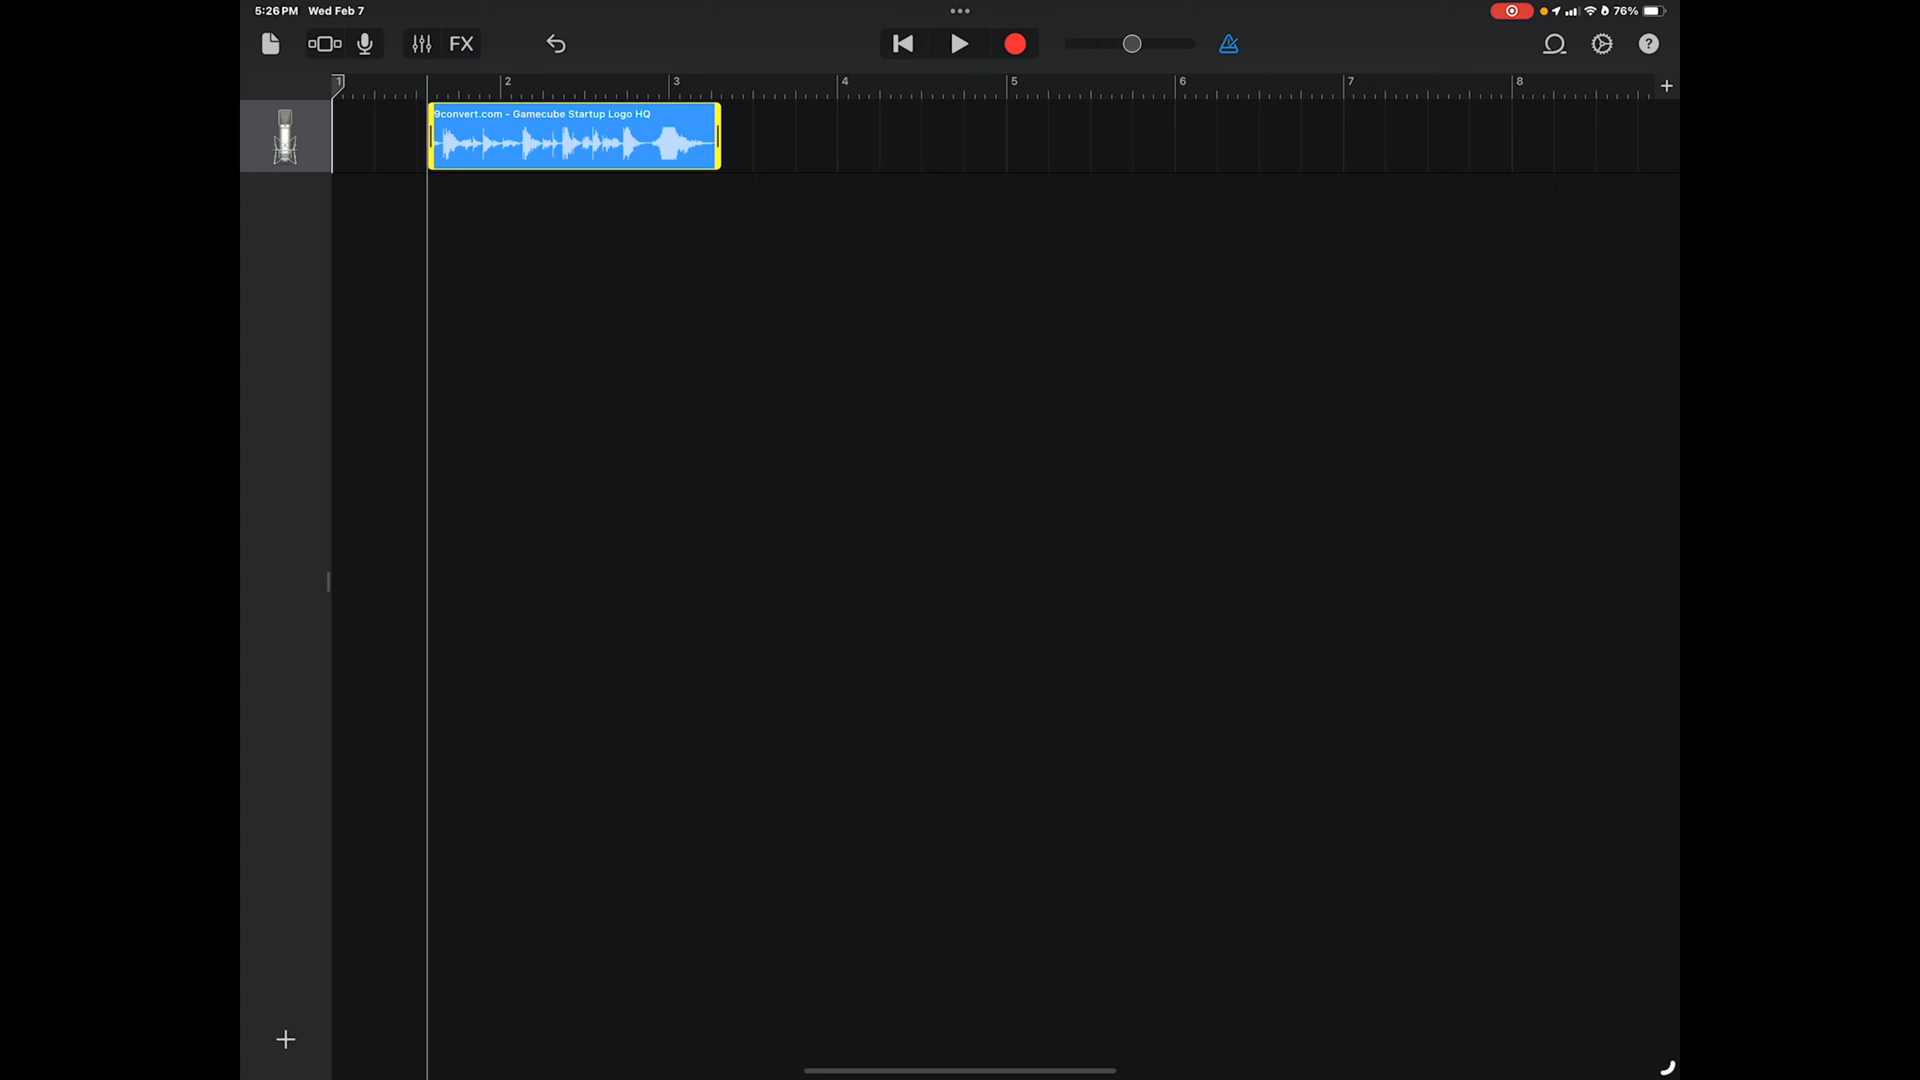 5:26 PM Wed Feb 7
76%
FX
?
1 2 3 4 5 6 7 8
9convert.com - Gamecube Startup Logo HQ